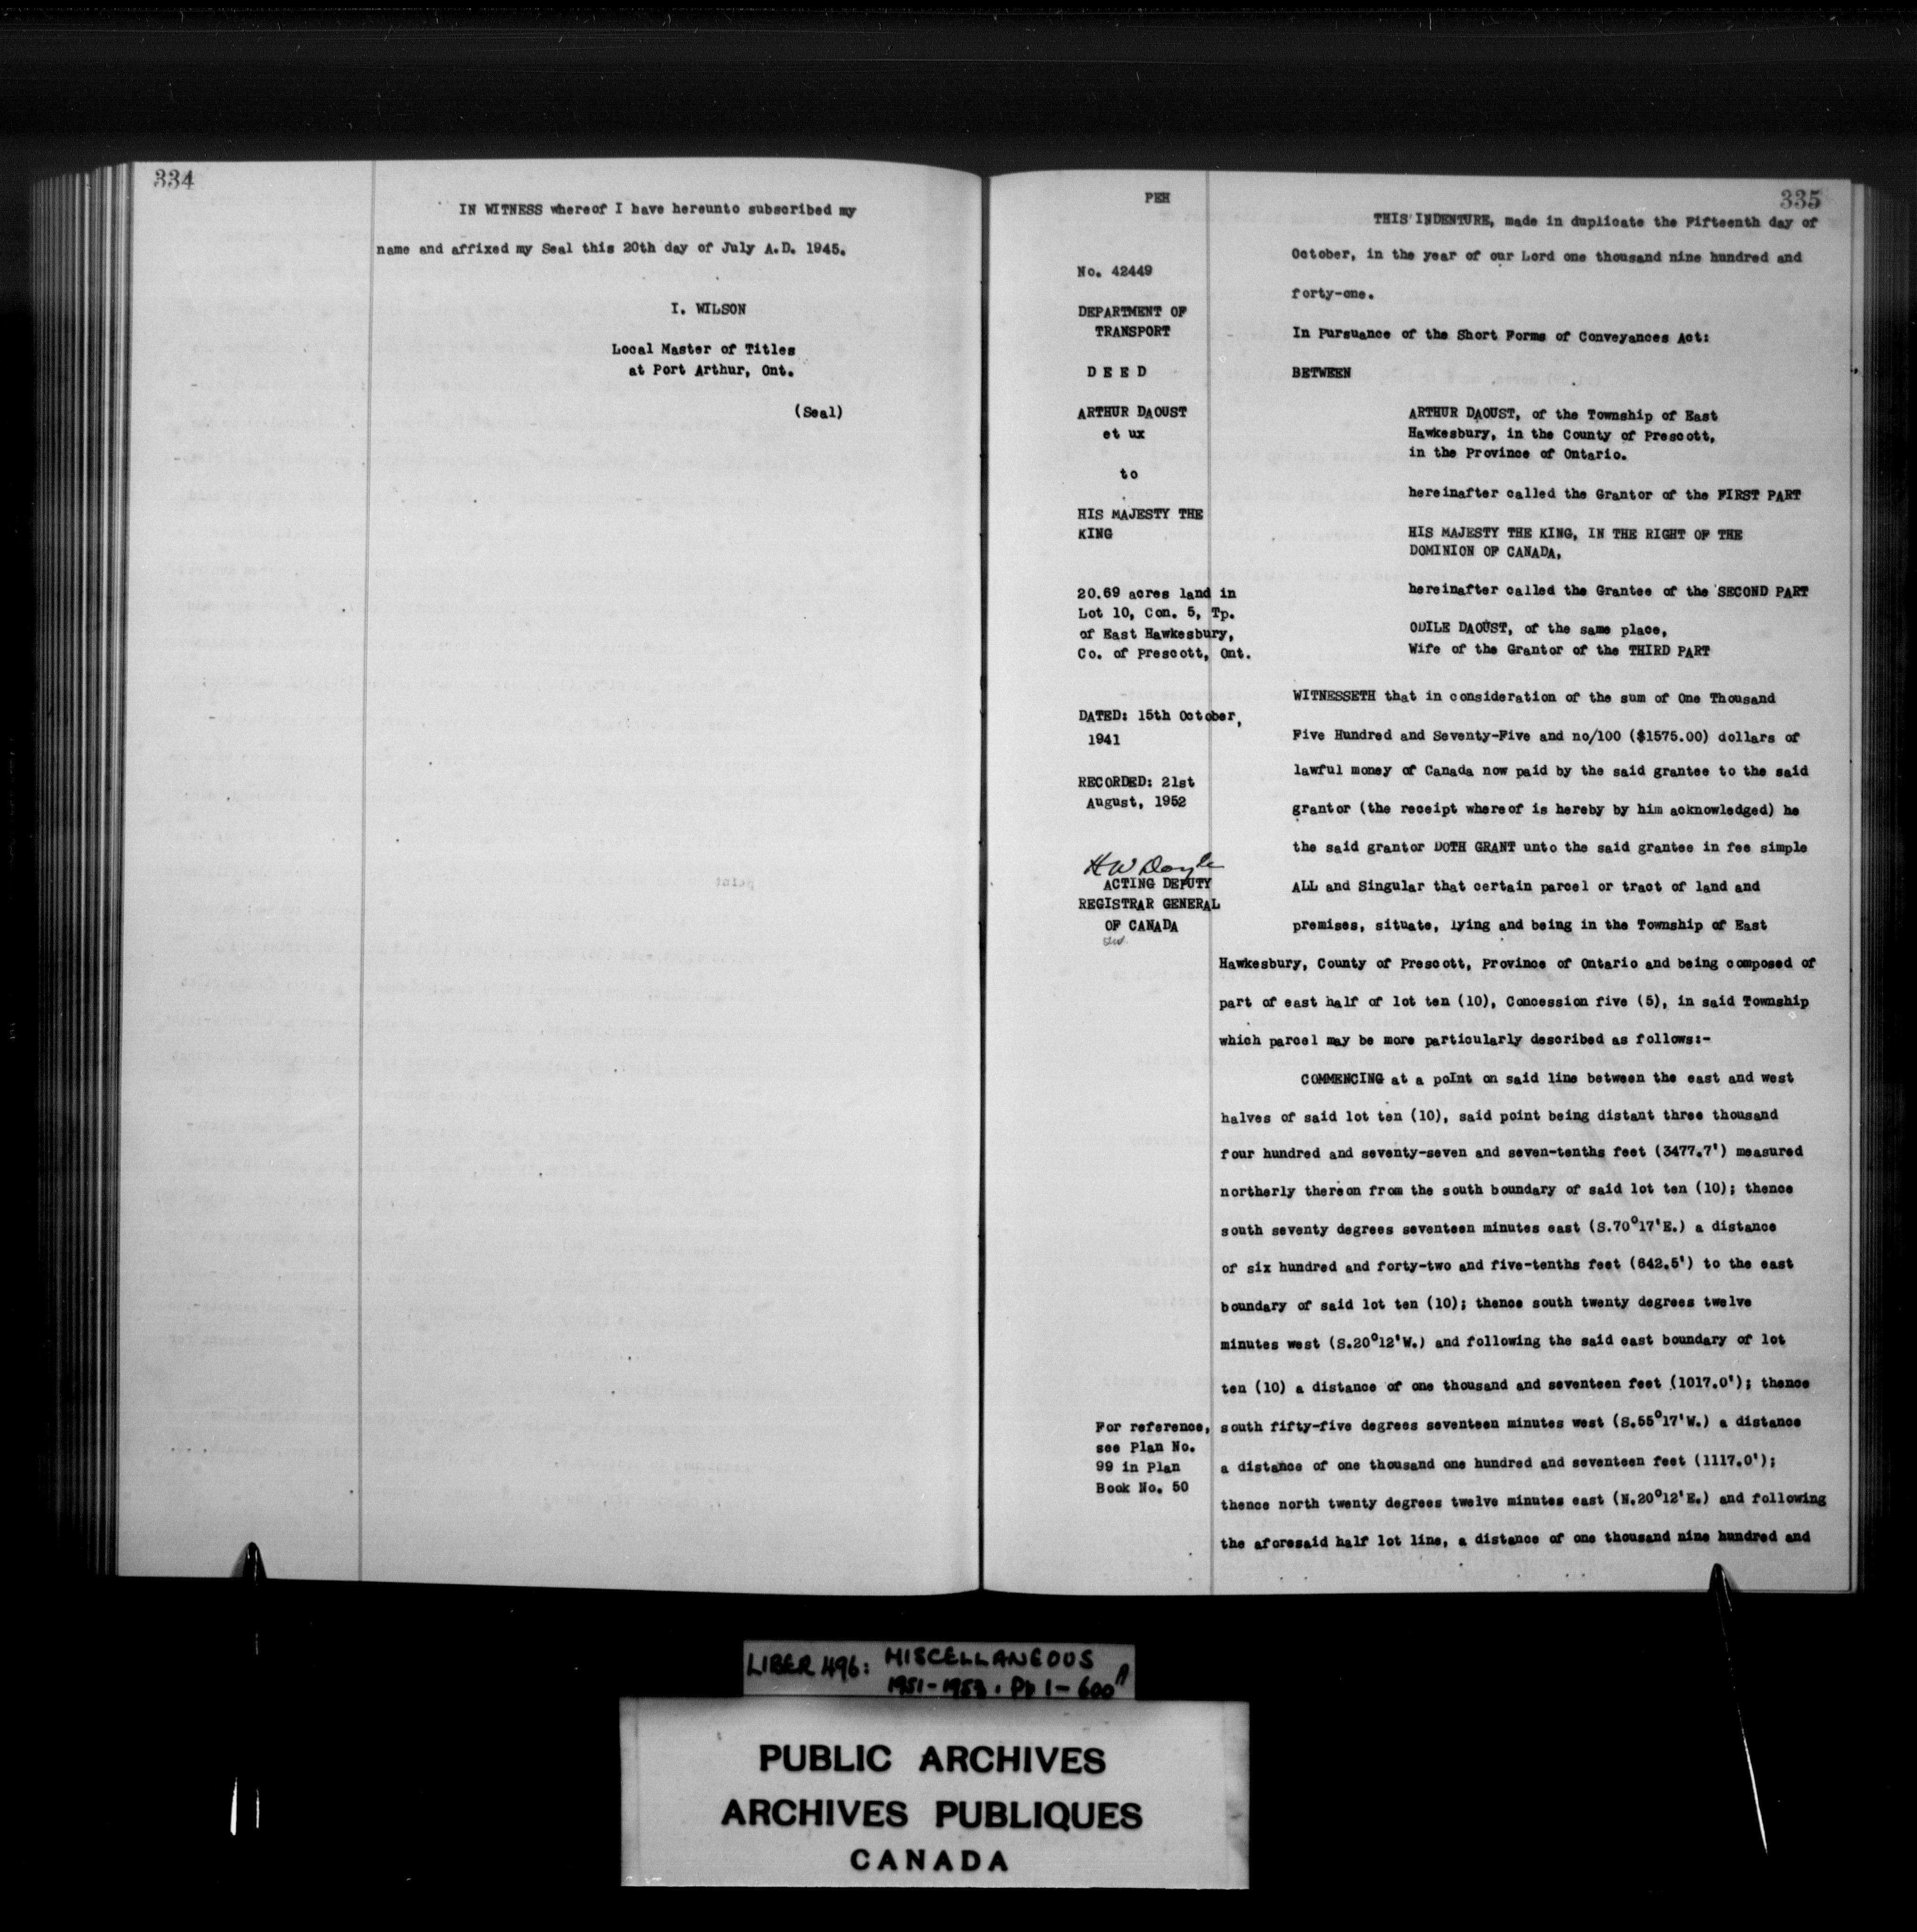 334
IN WITNESS whereof I have hereunto subscribed my
name and affixed my Seal this 20th day of July A.D. 1945.
I. WILSON
Local Master of Titles
at Port Arthur, Ont.
(Seal)
335
PEH
No. 42449
DEPARTMENT OF
TRANSPORT
D E E D
ARTHUR DAOUST
et ux
to
HIS MAJESTY THE
KING
20.69 acres land in
Lot 10, Con. 5, Tp.
of East Hawkesbury,
Co. of Prescott, Ont.
DATED: 15th October,
1941
RECORDED: 21st
August, 1952
H W Doyle
ACTING DEPUTY
REGISTRAR GENERAL
OF CANADA
For reference,
see Plan No.
99 in Plan
Book No. 50
THIS INDENTURE, made in duplicate the Fifteenth day of
October, in the year of our Lord one thousand nine hundred and
forty-one.
In Pursuance of the Short Forms of Conveyances Act:
BETWEEN
ARTHUR DAOUST, of the Township of East
Hawkesbury, in the County of Prescott,
in the Province of Ontario.
hereinafter called the Grantor of the FIRST PART
HIS MAJESTY THE KING, IN THE RIGHT OF THE
DOMINION OF CANADA,
hereinafter called the Grantee of the SECOND PART
ODILE DAOUST, of the same place,
Wife of the Grantor of the THIRD PART
WITNESSETH that in consideration of the sum of One Thousand
Five Hundred and Seventy-Five and no/100 ($1575.00) dollars of
lawful money of Canada now paid by the said grantee to the said
grantor (the receipt whereof is hereby by him acknowledged) he
the said grantor DOTH GRANT unto the said grantee in fee simple
ALL and Singular that certain parcel or tract of land and
premises, situate, lying and being in the Township of East
Hawkesbury, County of Prescott, Province of Ontario and being composed of
part of east half of lot ten (10), Concession five (5), in said Township
which parcel may be more particularly described as follows:-
COMMENCING at a poInt on said line between the east and west
halves of said lot ten (10), said point being distant three thousand
four hundred and seventy-seven and seven-tenths feet (3477.7') measured
northerly thereon from the south boundary of said lot ten (10); thence
south seventy degrees seventeen minutes east (S.70°17'E.) a distance
of six hundred and forty-two and five-tenths feet (642.5') to the east
boundary of said lot ten (10); thence south twenty degrees twelve
minutes west (S.20°12'W.) and following the said east boundary of lot
ten (10) a distance of one thousand and seventeen feet (1017.0'); thence
south fifty-five degrees seventeen minutes west (S.55°17'W.) a distance
a distance of one thousand one hundred and seventeen feet (1117.0');
thence north twenty degrees twelve minutes east (N.20°12'E.) and following
the aforesaid half lot line, a distance of one thousand nine hundred and
LIBER 496: MISCELLANEOUS
1951-1953. Pp 1-600A
PUBLIC ARCHIVES
ARCHIVES PUBLIQUES
CANADA